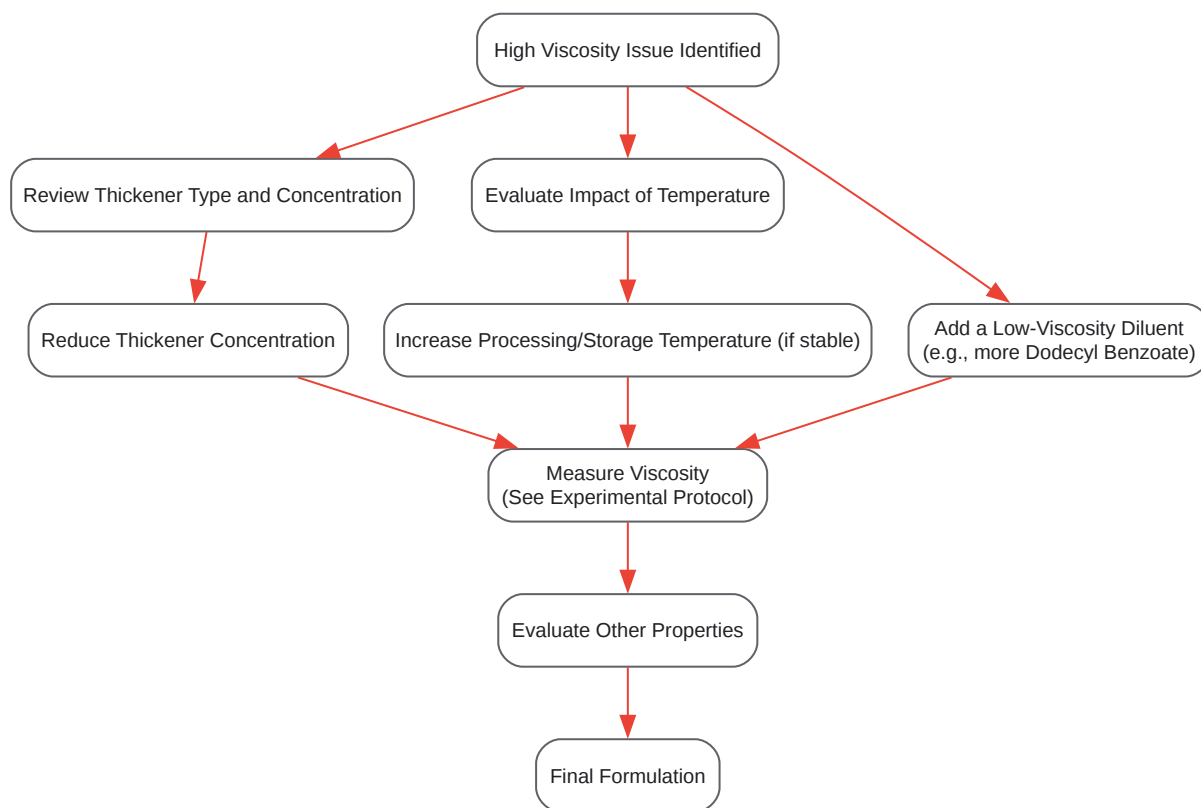 High Viscosity Issue Identified
Review Thickener Type and Concentration
Evaluate Impact of Temperature
Reduce Thickener Concentration
Increase Processing/Storage Temperature (if stable)
Add a Low-Viscosity Diluent
(e.g., more Dodecyl Benzoate)
Measure Viscosity
(See Experimental Protocol)
Evaluate Other Properties
Final Formulation